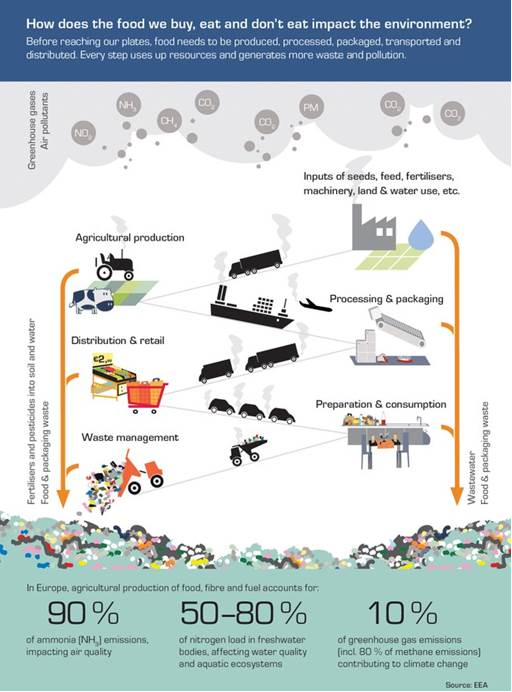 How does the food we buy, eat and don't eat impact the environment?
Before reaching our plates, food needs to be produced, processed, packaged, transported and
distributed. Every step uses up resources and generates more waste and pollution.
Greenhouse gases
Air pollutants
NOₓ
NH₃
CH₄
CO₂
CO₂
PM
CO₂
CO₂
Inputs of seeds, feed, fertilisers,
machinery, land & water use, etc.
Agricultural production
Processing & packaging
Distribution & retail
€2
Preparation & consumption
Waste management
Fertilisers and pesticides into soil and water
Food & packaging waste
Wastewater
Food & packaging waste
In Europe, agricultural production of food, fibre and fuel accounts for:
90 %
of ammonia (NH₃) emissions,
impacting air quality
50–80 %
of nitrogen load in freshwater
bodies, affecting water quality
and aquatic ecosystems
10 %
of greenhouse gas emissions
(incl. 80 % of methane emissions)
contributing to climate change
Source: EEA